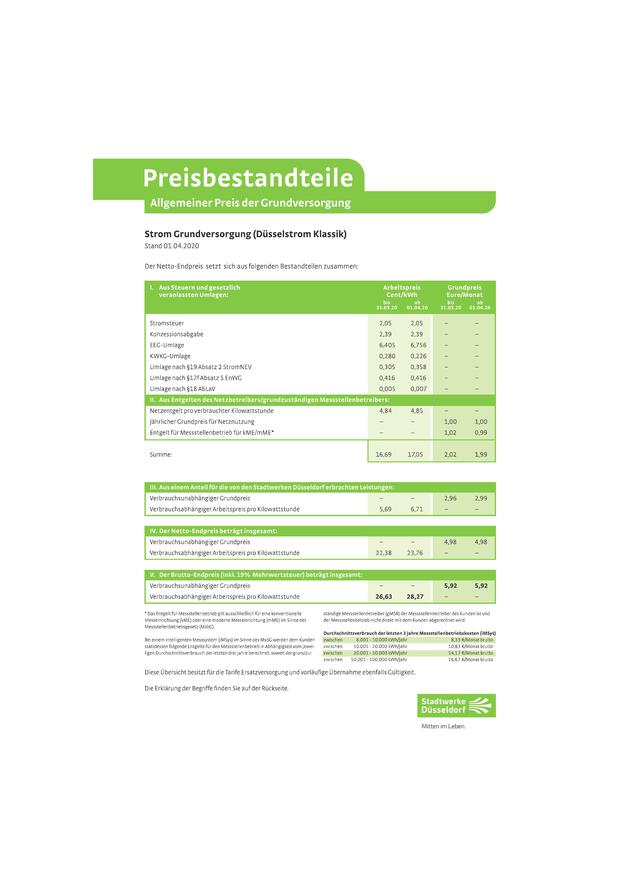 Preisbestandteile
Allgemeiner Preis der Grundversorgung
Strom Grundversorgung (Düsselstrom Klassik)
Stand 01.04.2020
Der Netto-Endpreis setzt sich aus folgenden Bestandteilen zusammen:
I. Aus Steuern und gesetzlich veranlassten Umlagen: Arbeitspreis Cent/kWh Grundpreis Euro/Monat
bis 31.03.20 ab 01.04.20 bis 31.03.20 ab 01.04.20
Stromsteuer 2,05 2,05 – –
Konzessionsabgabe 2,39 2,39 – –
EEG-Umlage 6,405 6,756 – –
KWKG-Umlage 0,280 0,226 – –
Umlage nach §19 Absatz 2 StromNEV 0,305 0,358 – –
Umlage nach §17f Absatz 5 EnWG 0,416 0,416 – –
Umlage nach §18 AbLaV 0,005 0,007 – –
II. Aus Entgelten des Netzbetreibers/grundzuständigen Messstellenbetreibers:
Netzentgelt pro verbrauchter Kilowattstunde 4,84 4,85 – –
Jährlicher Grundpreis für Netznutzung – – 1,00 1,00
Entgelt für Messstellenbetrieb für kME/mME* – – 1,02 0,99
Summe: 16,69 17,05 2,02 1,99
III. Aus einem Anteil für die von den Stadtwerken Düsseldorf erbrachten Leistungen:
Verbrauchsunabhängiger Grundpreis – – 2,96 2,99
Verbrauchsabhängiger Arbeitspreis pro Kilowattstunde 5,69 6,71 – –
IV. Der Netto-Endpreis beträgt insgesamt:
Verbrauchsunabhängiger Grundpreis – – 4,98 4,98
Verbrauchsabhängiger Arbeitspreis pro Kilowattstunde 22,38 23,76 – –
V. Der Brutto-Endpreis (inkl. 19% Mehrwertsteuer) beträgt insgesamt:
Verbrauchsunabhängiger Grundpreis – – 5,92 5,92
Verbrauchsabhängiger Arbeitspreis pro Kilowattstunde 26,63 28,27 – –
* Das Entgelt für Messstellenbetrieb gilt ausschließlich für eine konventionelle
Messeinrichtung (kME) oder eine moderne Messeinrichtung (mME) im Sinne des
Messstellenbetriebsgesetz (MsbG).
Bei einem intelligenten Messsystem (iMSys) im Sinne des MsbG werden dem Kunden
stattdessen folgende Entgelte für den Messstellenbetrieb in Abhängigkeit vom jewei-
ligen Durchschnittsverbrauch der letzten drei Jahre berechnet, soweit der grundzu-
ständige Messstellenbetreiber (gMSB) der Messstellenbetreiber des Kunden ist und
der Messstellenbetrieb nicht direkt mit dem Kunden abgerechnet wird:
Durchschnittsverbrauch der letzten 3 Jahre Messstellenbetriebskosten (iMSys)
zwischen 6.001 - 10.000 kWh/Jahr 8,33 €/Monat brutto
zwischen 10.001 - 20.000 kWh/Jahr 10,83 €/Monat brutto
zwischen 20.001 - 50.000 kWh/Jahr 14,17 €/Monat brutto
zwischen 50.001 - 100.000 kWh/Jahr 16,67 €/Monat brutto
Diese Übersicht besitzt für die Tarife Ersatzversorgung und vorläufige Übernahme ebenfalls Gültigkeit.
Die Erklärung der Begriffe finden Sie auf der Rückseite.
Stadtwerke
Düsseldorf
Mitten im Leben.